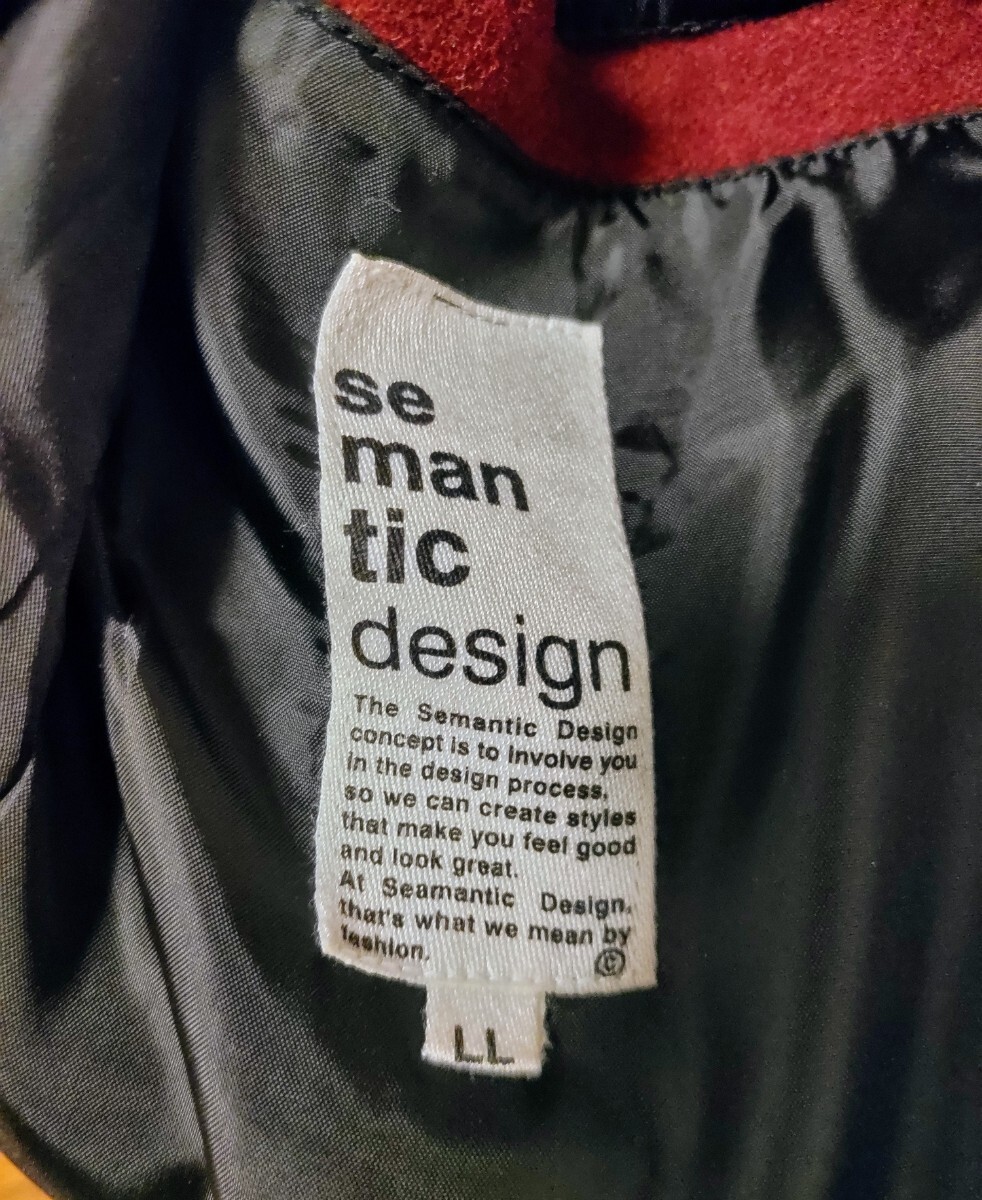 se
man
tic
design
The Semantic Design
concept is to involve you
in the design process,
so we can create styles
that make you feel good
and look great.
At Seamantic Design,
that's what we mean by
fashion.
©
LL